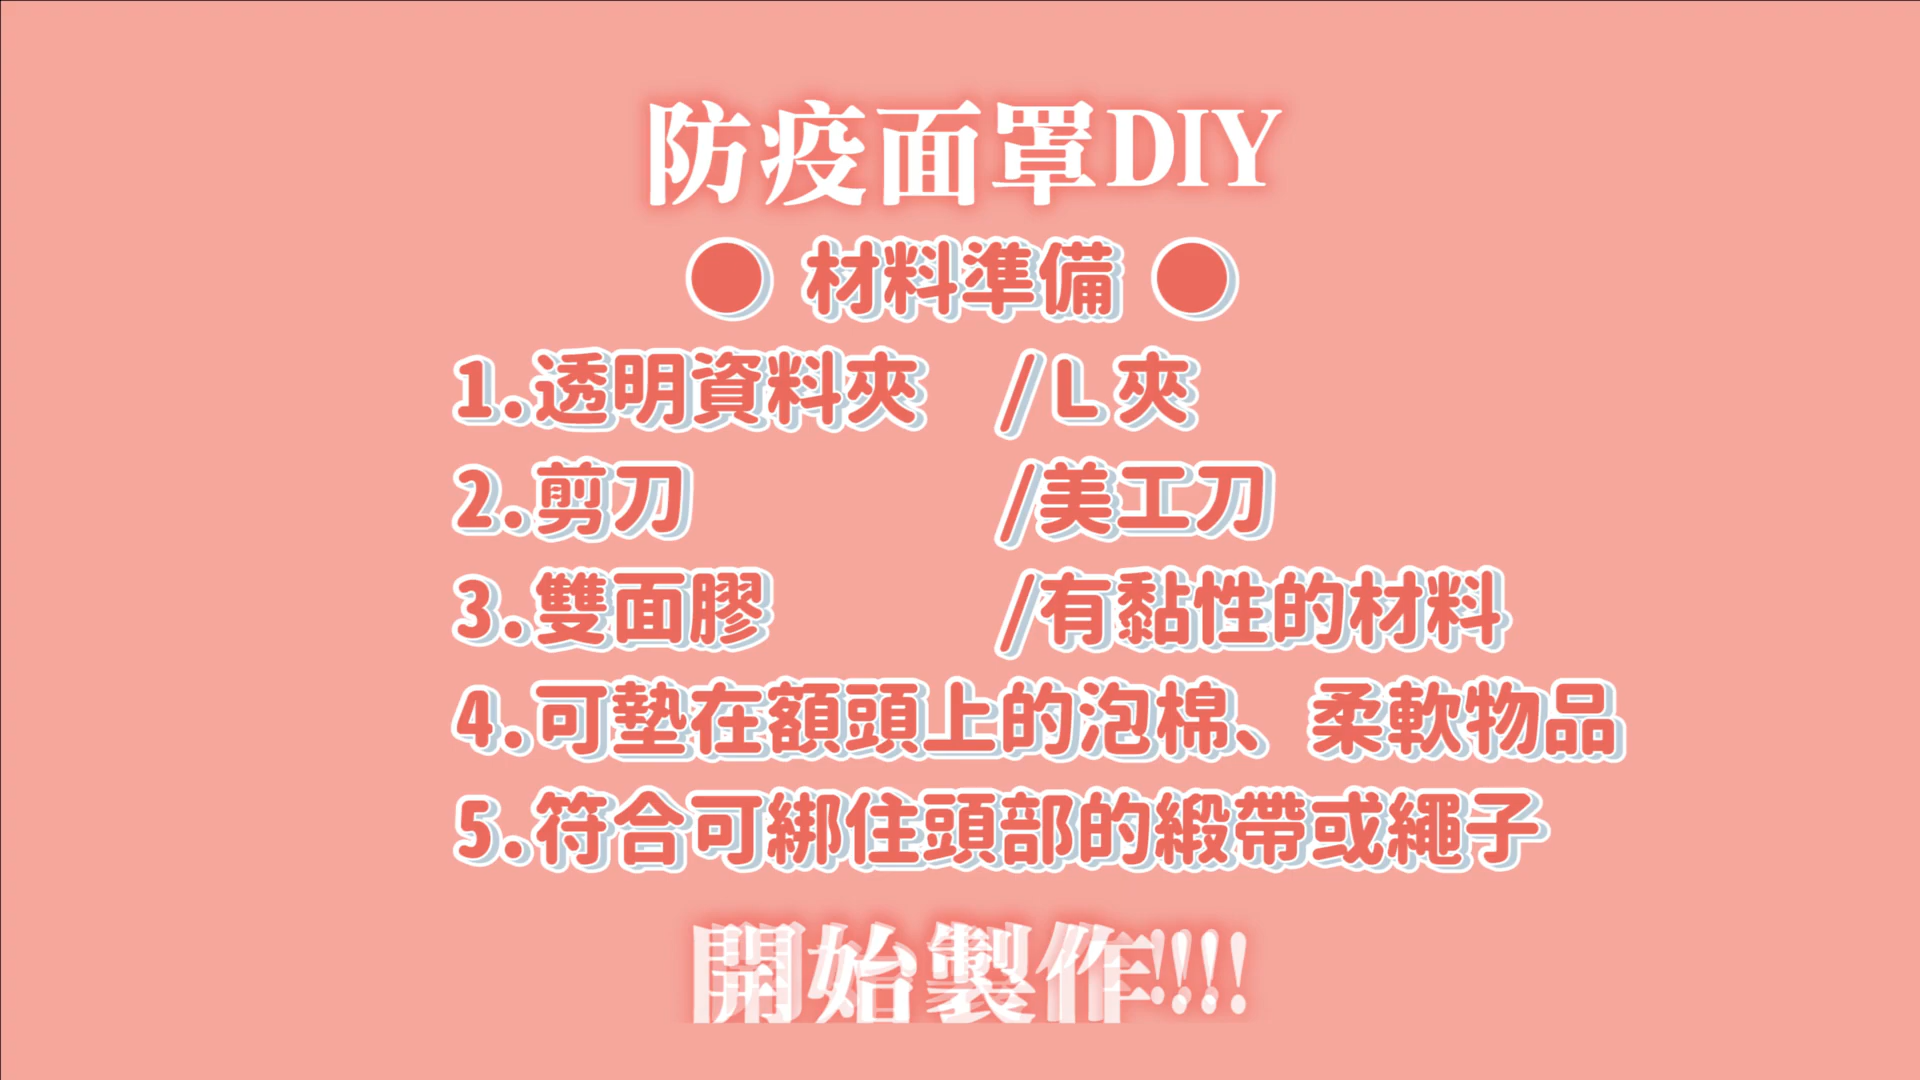 防疫面罩DIY
● 材料準備 ●
1.透明資料夾 /L夾
2.剪刀 /美工刀
3.雙面膠 /有黏性的材料
4.可墊在額頭上的泡棉、柔軟物品
5.符合可綁住頭部的緞帶或繩子
開始製作!!!!